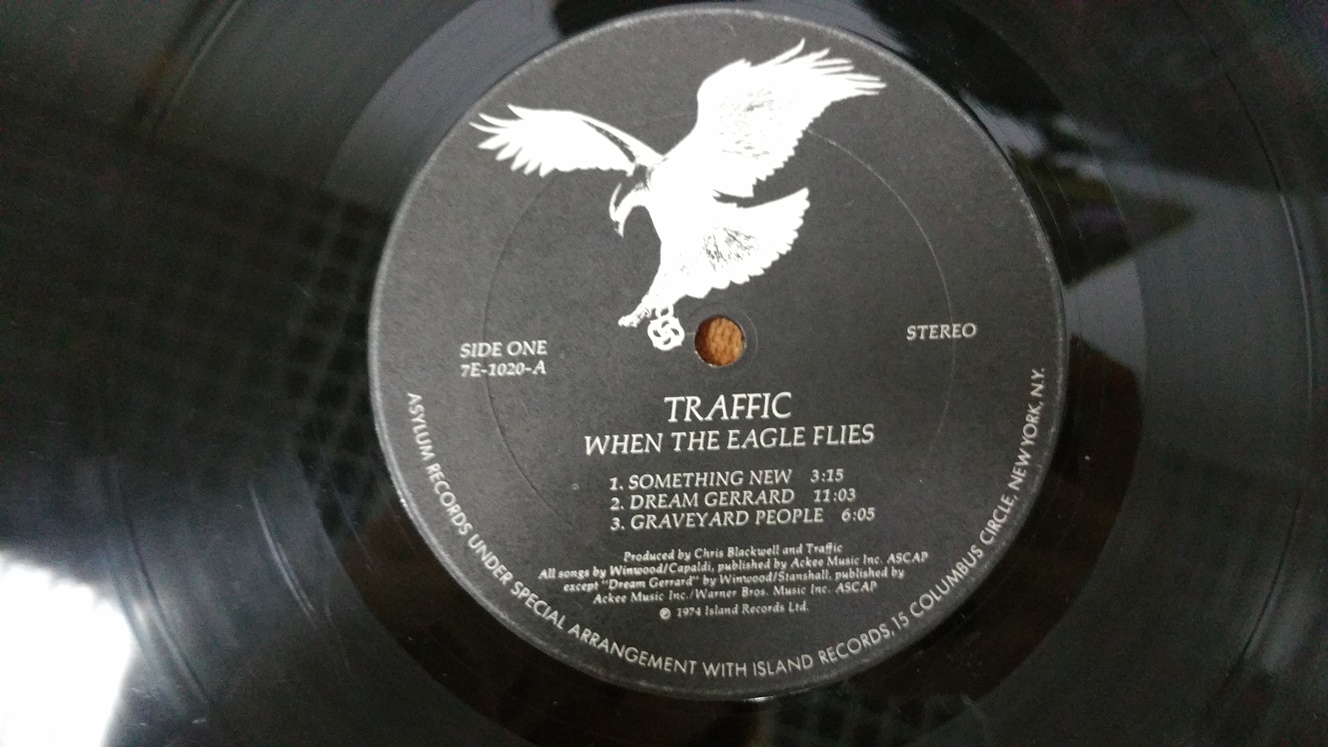 SIDE ONE
7E-1020-A
STEREO
TRAFFIC
WHEN THE EAGLE FLIES
1. SOMETHING NEW 3:15
2. DREAM GERRARD 11:03
3. GRAVEYARD PEOPLE 6:05
Produced by Chris Blackwell and Traffic
All songs by Winwood/Capaldi, published by Ackee Music Inc. ASCAP
except "Dream Gerrard" by Winwood/Stanshall, published by
Ackee Music Inc./Warner Bros. Music Inc. ASCAP
℗ 1974 Island Records Ltd.
ASYLUM RECORDS UNDER SPECIAL ARRANGEMENT WITH ISLAND RECORDS, 15 COLUMBUS CIRCLE, NEW YORK, N.Y.